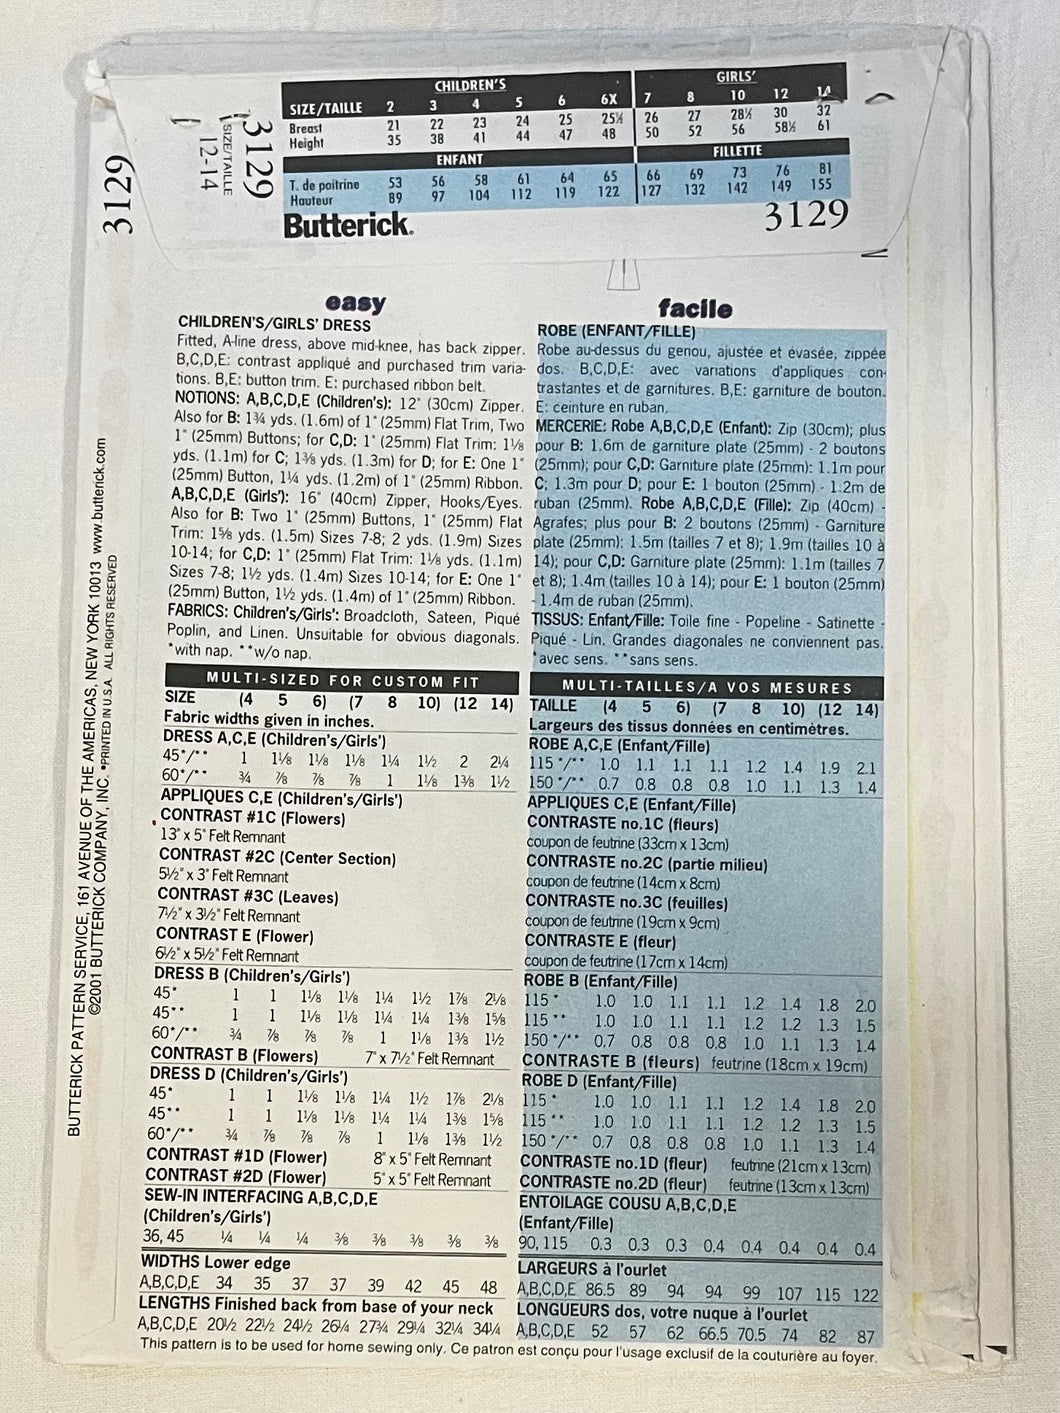 3129
3129
SIZE/TAILLE
12-14
CHILDREN'S GIRLS'
SIZE/TAILLE 2 3 4 5 6 6X 7 8 10 12 14
Breast 21 22 23 24 25 25½ 26 27 28½ 30 32
Height 35 38 41 44 47 48 50 52 56 58½ 61
ENFANT FILLETTE
T. de poitrine 53 56 58 61 64 65 66 69 73 76 81
Hauteur 89 97 104 112 119 122 127 132 142 149 155
Butterick® 3129
BUTTERICK PATTERN SERVICE, 161 AVENUE OF THE AMERICAS, NEW YORK 10013 www.butterick.com
©2001 BUTTERICK COMPANY, INC. •PRINTED IN U.S.A. ALL RIGHTS RESERVED
easy
CHILDREN'S/GIRLS' DRESS
Fitted, A-line dress, above mid-knee, has back zipper.
B,C,D,E: contrast appliqué and purchased trim varia-
tions. B,E: button trim. E: purchased ribbon belt.
NOTIONS: A,B,C,D,E (Children's): 12" (30cm) Zipper.
Also for B: 1¾ yds. (1.6m) of 1" (25mm) Flat Trim, Two
1" (25mm) Buttons; for C,D: 1" (25mm) Flat Trim: 1⅛
yds. (1.1m) for C; 1⅜ yds. (1.3m) for D; for E: One 1"
(25mm) Button, 1¼ yds. (1.2m) of 1" (25mm) Ribbon.
A,B,C,D,E (Girls'): 16" (40cm) Zipper, Hooks/Eyes.
Also for B: Two 1" (25mm) Buttons, 1" (25mm) Flat
Trim: 1⅝ yds. (1.5m) Sizes 7-8; 2 yds. (1.9m) Sizes
10-14; for C,D: 1" (25mm) Flat Trim: 1⅛ yds. (1.1m)
Sizes 7-8; 1½ yds. (1.4m) Sizes 10-14; for E: One 1"
(25mm) Button, 1½ yds. (1.4m) of 1" (25mm) Ribbon.
FABRICS: Children's/Girls': Broadcloth, Sateen, Piqué
Poplin, and Linen. Unsuitable for obvious diagonals.
*with nap. **w/o nap.
MULTI-SIZED FOR CUSTOM FIT
SIZE (4 5 6) (7 8 10) (12 14)
Fabric widths given in inches.
DRESS A,C,E (Children's/Girls')
45*/** 1 1⅛ 1⅛ 1⅛ 1¼ 1½ 2 2¼
60*/** ¾ ⅞ ⅞ ⅞ 1 1⅛ 1⅜ 1½
APPLIQUES C,E (Children's/Girls')
CONTRAST #1C (Flowers)
13" x 5" Felt Remnant
CONTRAST #2C (Center Section)
5½" x 3" Felt Remnant
CONTRAST #3C (Leaves)
7½" x 3½" Felt Remnant
CONTRAST E (Flower)
6½" x 5½" Felt Remnant
DRESS B (Children's/Girls')
45* 1 1 1⅛ 1⅛ 1¼ 1½ 1⅞ 2⅛
45** 1 1 1⅛ 1⅛ 1¼ 1¼ 1⅜ 1⅝
60*/** ¾ ⅞ ⅞ ⅞ 1 1⅛ 1⅜ 1½
CONTRAST B (Flowers) 7" x 7½" Felt Remnant
DRESS D (Children's/Girls')
45* 1 1 1⅛ 1⅛ 1¼ 1½ 1⅞ 2⅛
45** 1 1 1⅛ 1⅛ 1¼ 1¼ 1⅜ 1⅝
60*/** ¾ ⅞ ⅞ ⅞ 1 1⅛ 1⅜ 1½
CONTRAST #1D (Flower) 8" x 5" Felt Remnant
CONTRAST #2D (Flower) 5" x 5" Felt Remnant
SEW-IN INTERFACING A,B,C,D,E
(Children's/Girls')
36, 45 ¼ ¼ ¼ ⅜ ⅜ ⅜ ⅜ ⅜
WIDTHS Lower edge
A,B,C,D,E 34 35 37 37 39 42 45 48
LENGTHS Finished back from base of your neck
A,B,C,D,E 20½ 22½ 24½ 26¼ 27¾ 29¼ 32¼ 34¼
facile
ROBE (ENFANT/FILLE)
Robe au-dessus du genou, ajustée et évasée, zippée
dos. B,C,D,E: avec variations d'appliques con-
trastantes et de garnitures. B,E: garniture de bouton.
E: ceinture en ruban.
MERCERIE: Robe A,B,C,D,E (Enfant): Zip (30cm); plus
pour B: 1.6m de garniture plate (25mm) - 2 boutons
(25mm); pour C,D: Garniture plate (25mm): 1.1m pour
C; 1.3m pour D; pour E: 1 bouton (25mm) - 1.2m de
ruban (25mm). Robe A,B,C,D,E (Fille): Zip (40cm) -
Agrafes; plus pour B: 2 boutons (25mm) - Garniture
plate (25mm): 1.5m (tailles 7 et 8); 1.9m (tailles 10 à
14); pour C,D: Garniture plate (25mm): 1.1m (tailles 7
et 8); 1.4m (tailles 10 à 14); pour E: 1 bouton (25mm)
- 1.4m de ruban (25mm).
TISSUS: Enfant/Fille: Toile fine - Popeline - Satinette -
Piqué - Lin. Grandes diagonales ne conviennent pas.
*avec sens. **sans sens.
MULTI-TAILLES/A VOS MESURES
TAILLE (4 5 6) (7 8 10) (12 14)
Largeurs des tissus données en centimètres.
ROBE A,C,E (Enfant/Fille)
115 */** 1.0 1.1 1.1 1.1 1.2 1.4 1.9 2.1
150 */** 0.7 0.8 0.8 0.8 1.0 1.1 1.3 1.4
APPLIQUES C,E (Enfant/Fille)
CONTRASTE no.1C (fleurs)
coupon de feutrine (33cm x 13cm)
CONTRASTE no.2C (partie milieu)
coupon de feutrine (14cm x 8cm)
CONTRASTE no.3C (feuilles)
coupon de feutrine (19cm x 9cm)
CONTRASTE E (fleur)
coupon de feutrine (17cm x 14cm)
ROBE B (Enfant/Fille)
115 * 1.0 1.0 1.1 1.1 1.2 1.4 1.8 2.0
115 ** 1.0 1.0 1.1 1.1 1.2 1.2 1.3 1.5
150 */** 0.7 0.8 0.8 0.8 1.0 1.1 1.3 1.4
CONTRASTE B (fleurs) feutrine (18cm x 19cm)
ROBE D (Enfant/Fille)
115 * 1.0 1.0 1.1 1.1 1.2 1.4 1.8 2.0
115 ** 1.0 1.0 1.1 1.1 1.2 1.2 1.3 1.5
150 */** 0.7 0.8 0.8 0.8 1.0 1.1 1.3 1.4
CONTRASTE no.1D (fleur) feutrine (21cm x 13cm)
CONTRASTE no.2D (fleur) feutrine (13cm x 13cm)
ENTOILAGE COUSU A,B,C,D,E
(Enfant/Fille)
90, 115 0.3 0.3 0.3 0.4 0.4 0.4 0.4 0.4
LARGEURS à l'ourlet
A,B,C,D,E 86.5 89 94 94 99 107 115 122
LONGUEURS dos, votre nuque à l'ourlet
A,B,C,D,E 52 57 62 66.5 70.5 74 82 87
This pattern is to be used for home sewing only. Ce patron est conçu pour l'usage exclusif de la couturière au foyer.